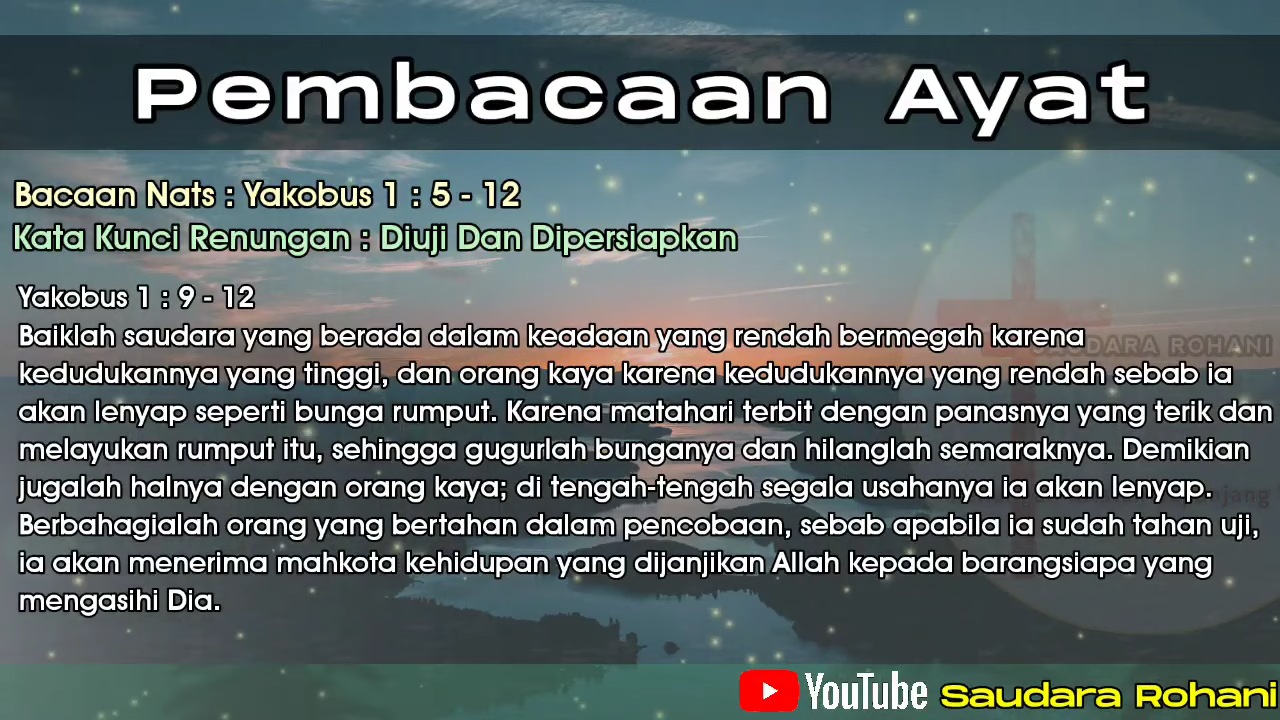 Pembacaan Ayat
Bacaan Nats : Yakobus 1 : 5 - 12
Kata Kunci Renungan : Diuji Dan Dipersiapkan
Yakobus 1 : 9 - 12
Baiklah saudara yang berada dalam keadaan yang rendah bermegah karena
SAUDARA ROHANI
kedudukannya yang tinggi, dan orang kaya karena kedudukannya yang rendah sebab ia
akan lenyap seperti bunga rumput. Karena matahari terbit dengan panasnya yang terik dan
melayukan rumput itu, sehingga gugurlah bunganya dan hilanglah semaraknya. Demikian
jugalah halnya dengan orang kaya; di tengah-tengah segala usahanya ia akan lenyap.
Berbahagialah orang yang bertahan dalam pencobaan, sebab apabila ia sudah tahan uji,
ia akan menerima mahkota kehidupan yang dijanjikan Allah kepada barangsiapa yang
mengasihi Dia.
YouTube Saudara Rohani